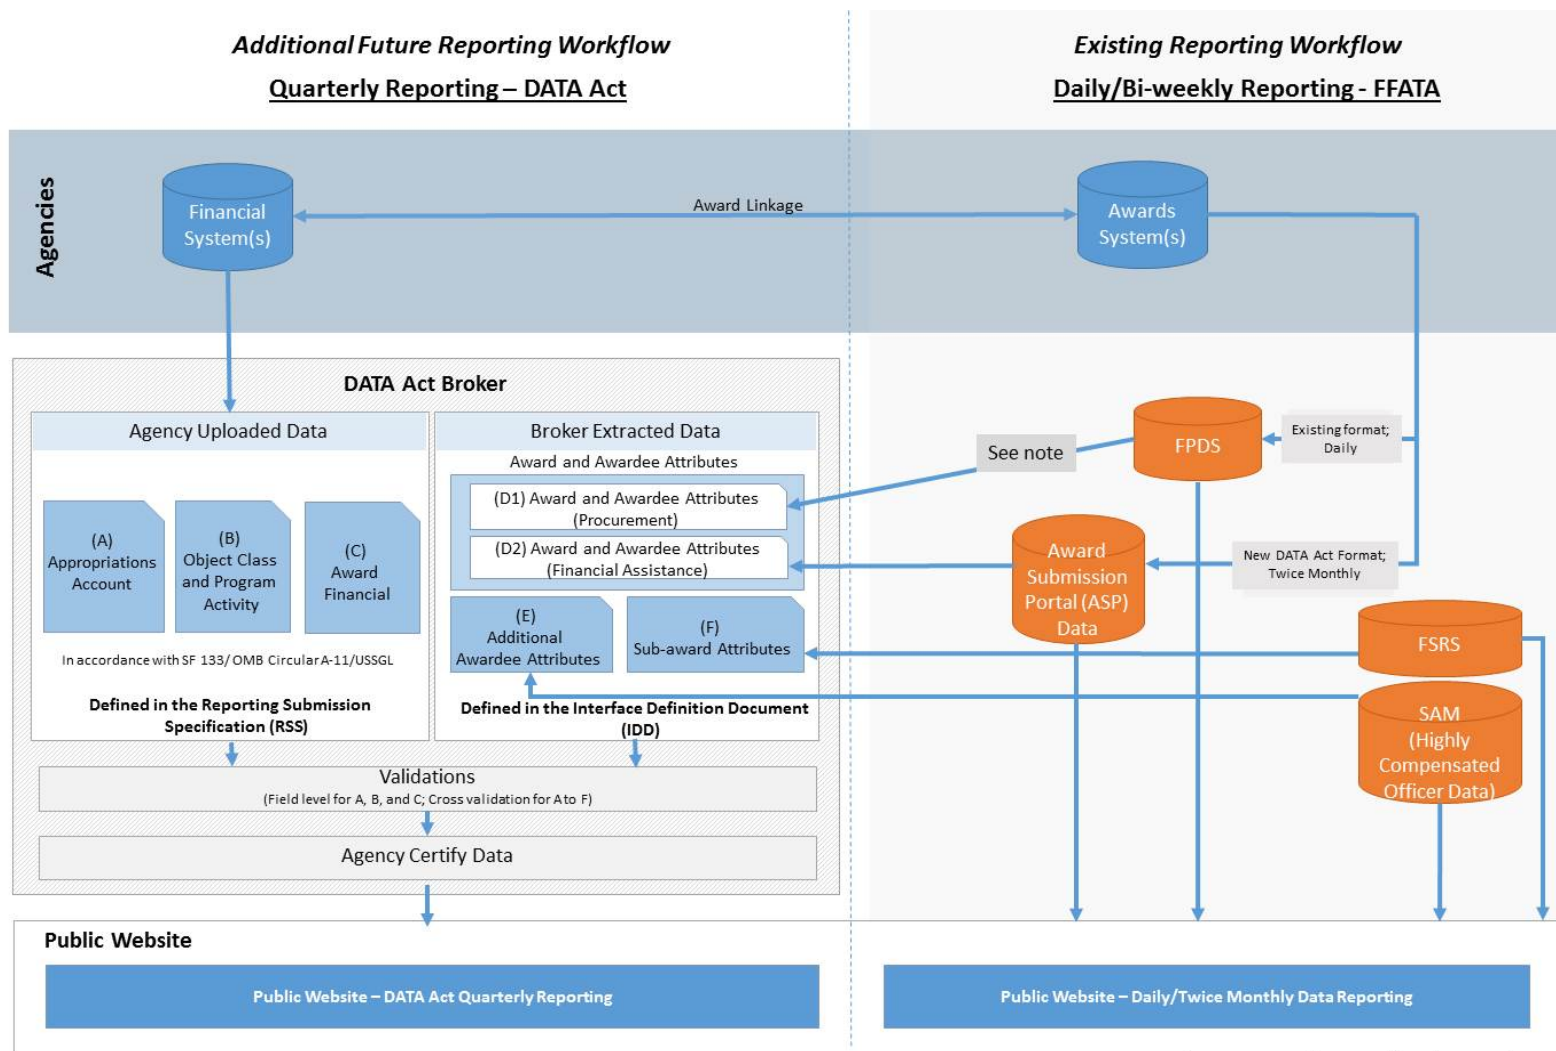 Additional Future Reporting Workflow
Quarterly Reporting – DATA Act
Existing Reporting Workflow
Daily/Bi-weekly Reporting - FFATA
Agencies
Financial
System(s)
Award Linkage
Awards
System(s)
DATA Act Broker
Agency Uploaded Data
(A)
Appropriations
Account
(B)
Object Class
and Program
Activity
(C)
Award
Financial
In accordance with SF 133/ OMB Circular A-11/USSGL
Defined in the Reporting Submission
Specification (RSS)
Broker Extracted Data
Award and Awardee Attributes
(D1) Award and Awardee Attributes
(Procurement)
(D2) Award and Awardee Attributes
(Financial Assistance)
(E)
Additional
Awardee Attributes
(F)
Sub-award Attributes
Defined in the Interface Definition Document
(IDD)
See note
FPDS
Existing format;
Daily
Award
Submission
Portal (ASP)
Data
New DATA Act Format;
Twice Monthly
FSRS
SAM
(Highly
Compensated
Officer Data)
Validations
(Field level for A, B, and C; Cross validation for A to F)
Agency Certify Data
Public Website
Public Website – DATA Act Quarterly Reporting
Public Website – Daily/Twice Monthly Data Reporting